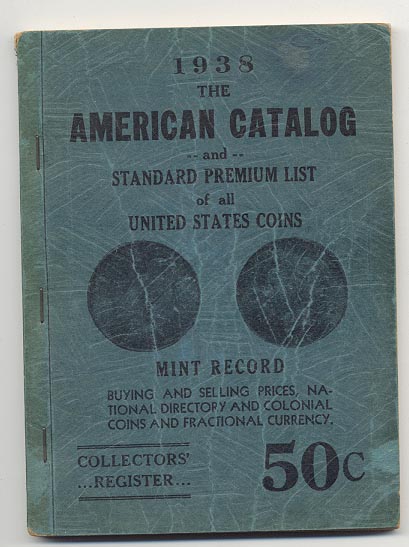 1938
THE
AMERICAN CATALOG
-- and --
STANDARD PREMIUM LIST
of all
UNITED STATES COINS
MINT RECORD
BUYING AND SELLING PRICES, NA-
TIONAL DIRECTORY AND COLONIAL
COINS AND FRACTIONAL CURRENCY.
COLLECTORS'
...REGISTER...
50C